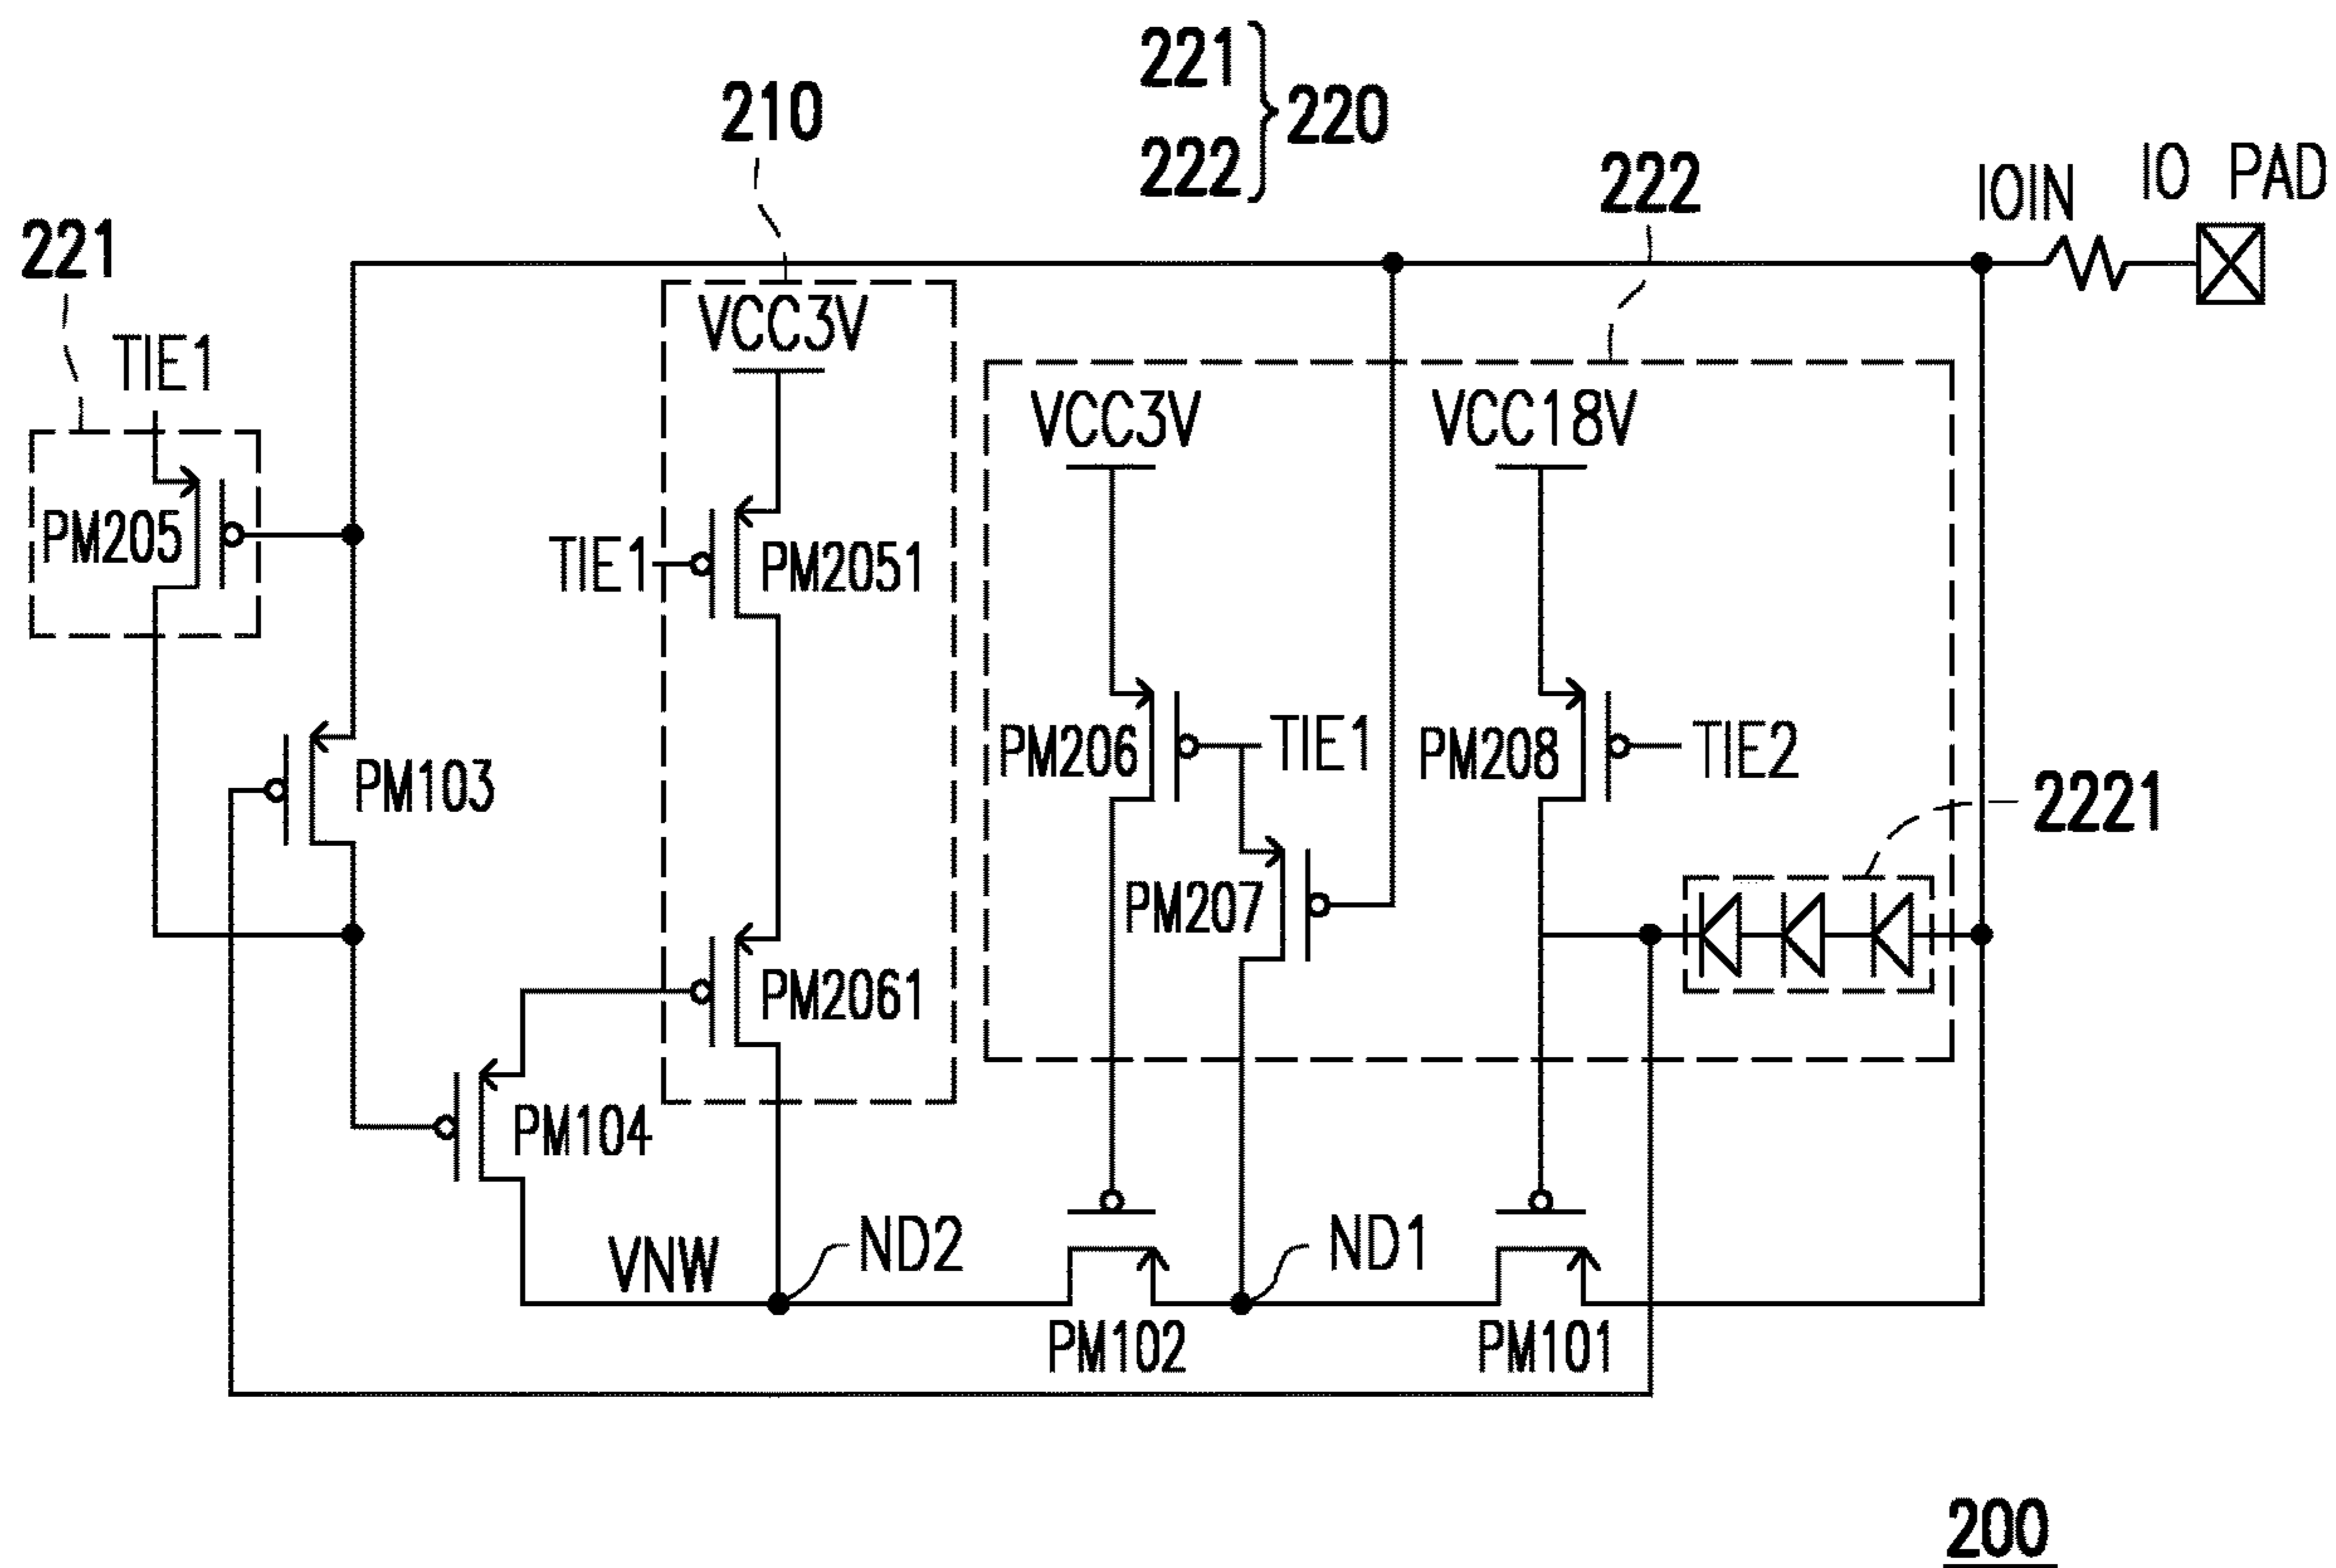 221
222
220
210
222
IOIN
IO PAD
221
TIE1
VCC3V
VCC3V
VCC18V
PM205
TIE1
PM2051
PM206
TIE1
PM208
TIE2
PM103
2221
PM207
PM2061
PM104
VNW
ND2
ND1
PM102
PM101
200